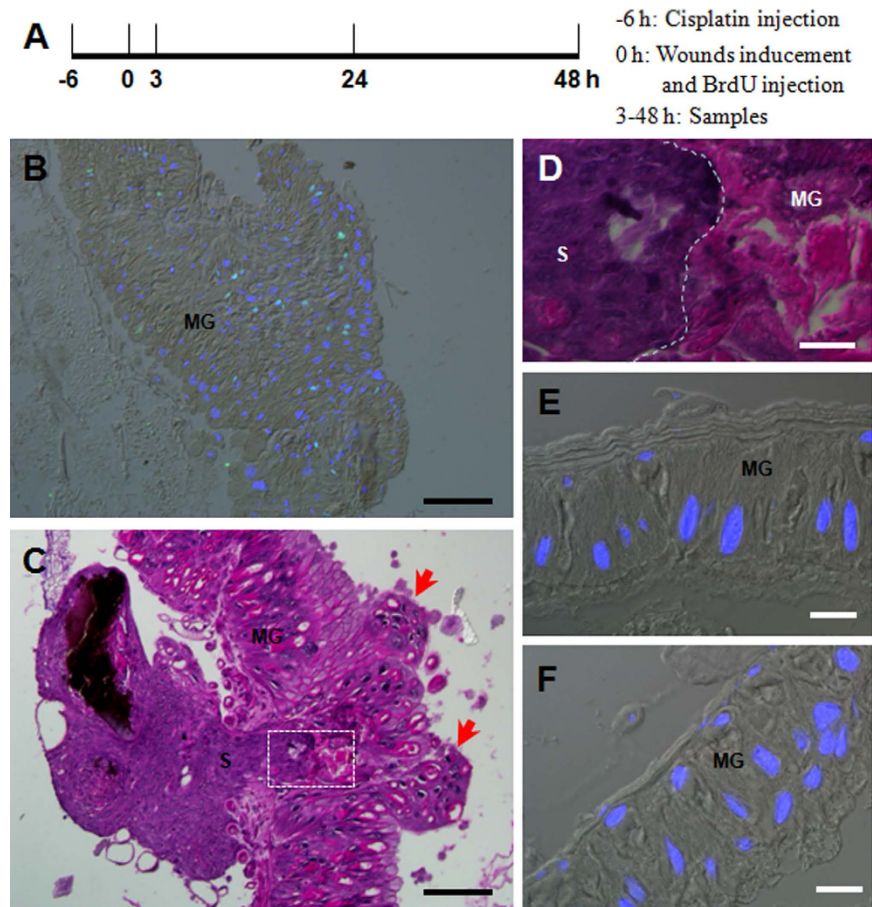 A
-6 0 3 24 48 h
-6 h: Cisplatin injection
0 h: Wounds inducement
and BrdU injection
3-48 h: Samples
B
MG
C
MG
S
D
S
MG
E
MG
F
MG